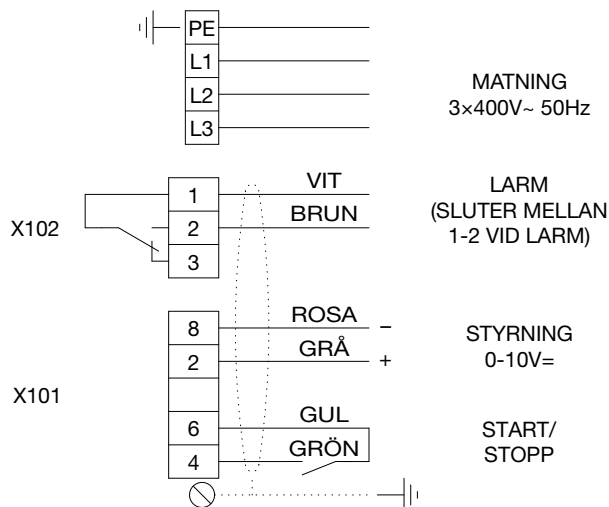 PE
L1
L2
L3
MATNING
3×400V~ 50Hz
X102
1
2
3
VIT
BRUN
LARM
(SLUTER MELLAN
1-2 VID LARM)
X101
8
2
6
4
ROSA −
GRÅ +
GUL
GRÖN
STYRNING
0-10V=
START/
STOPP